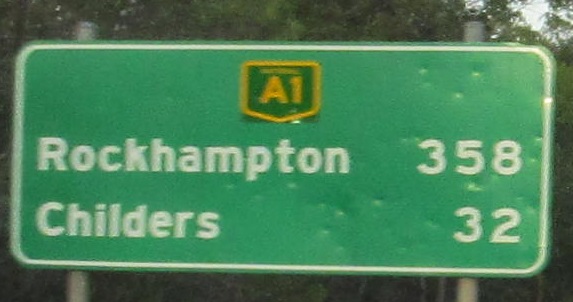 A1
Rockhampton 358
Childers 32